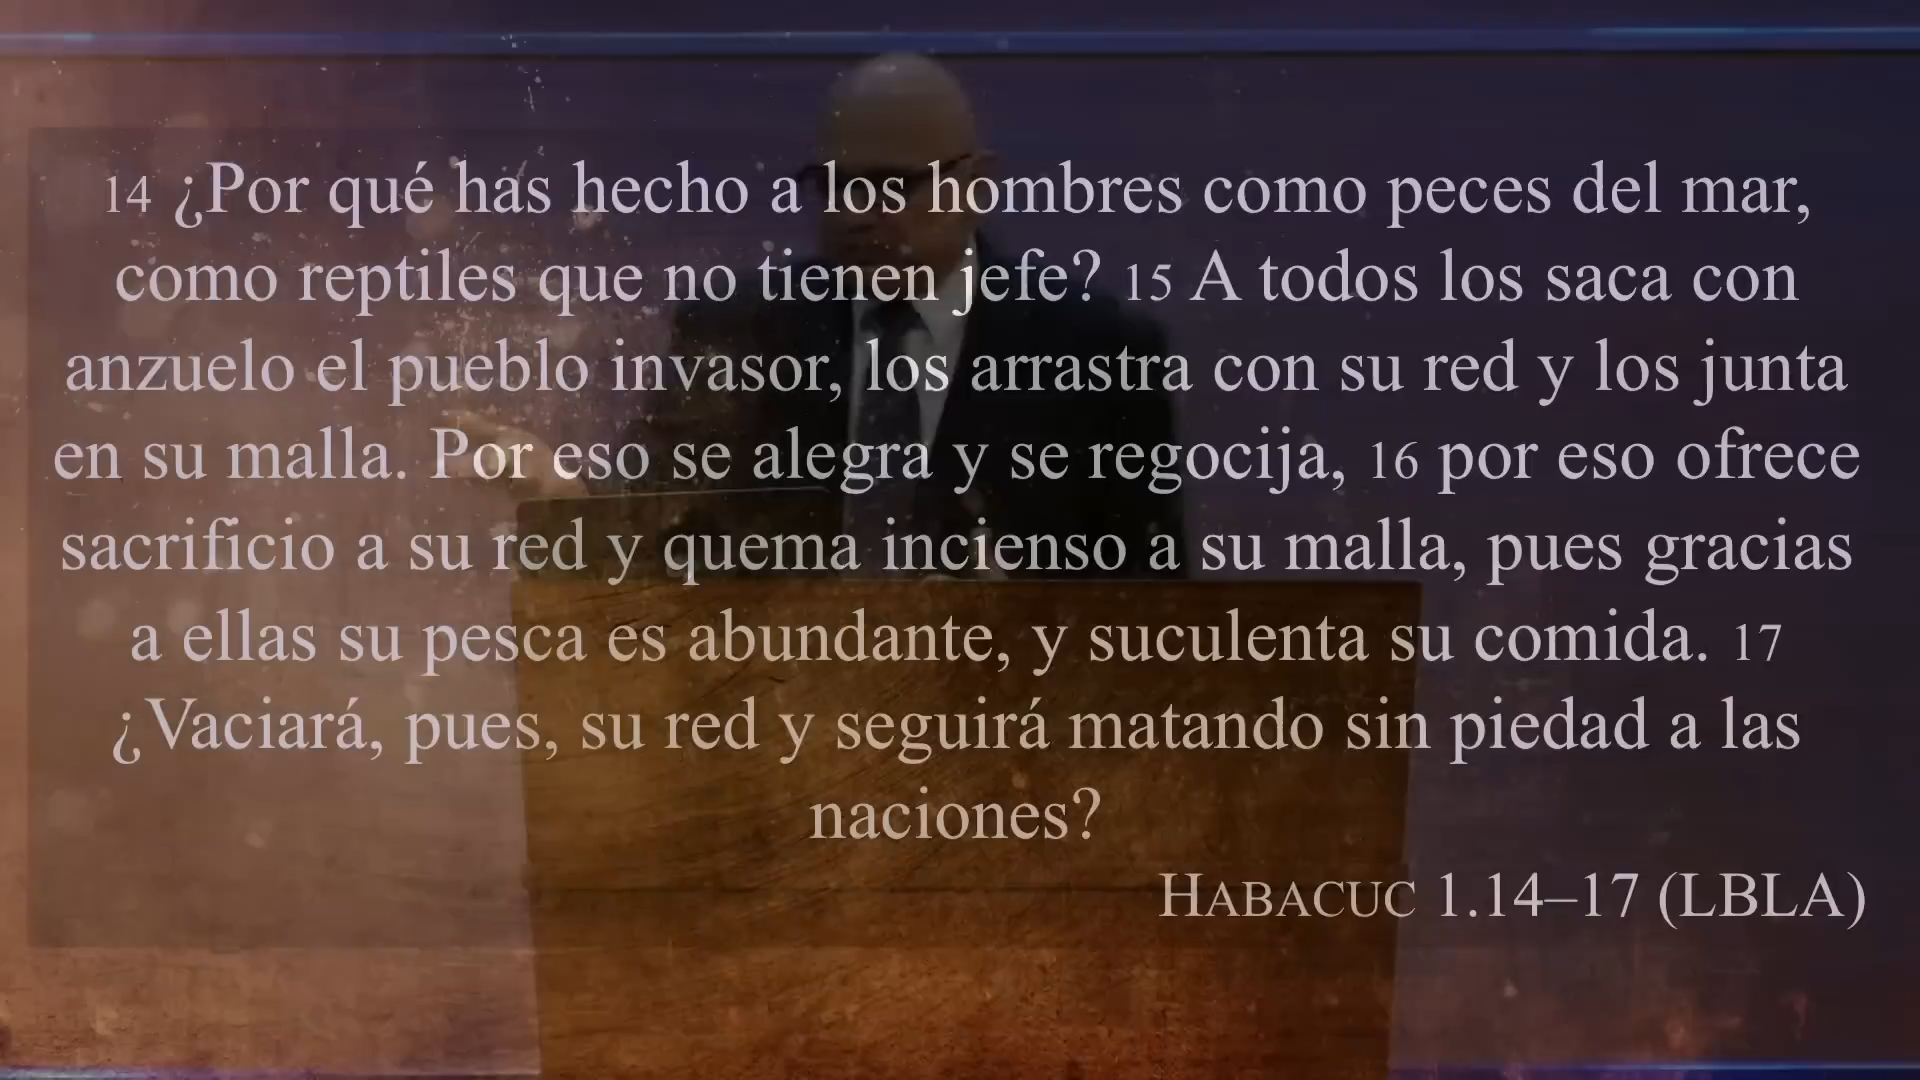 14 ¿Por qué has hecho a los hombres como peces del mar,
como reptiles que no tienen jefe? 15 A todos los saca con
anzuelo el pueblo invasor, los arrastra con su red y los junta
en su malla. Por eso se alegra y se regocija, 16 por eso ofrece
sacrificio a su red y quema incienso a su malla, pues gracias
a ellas su pesca es abundante, y suculenta su comida. 17
¿Vaciará, pues, su red y seguirá matando sin piedad a las
naciones?
HABACUC 1.14–17 (LBLA)